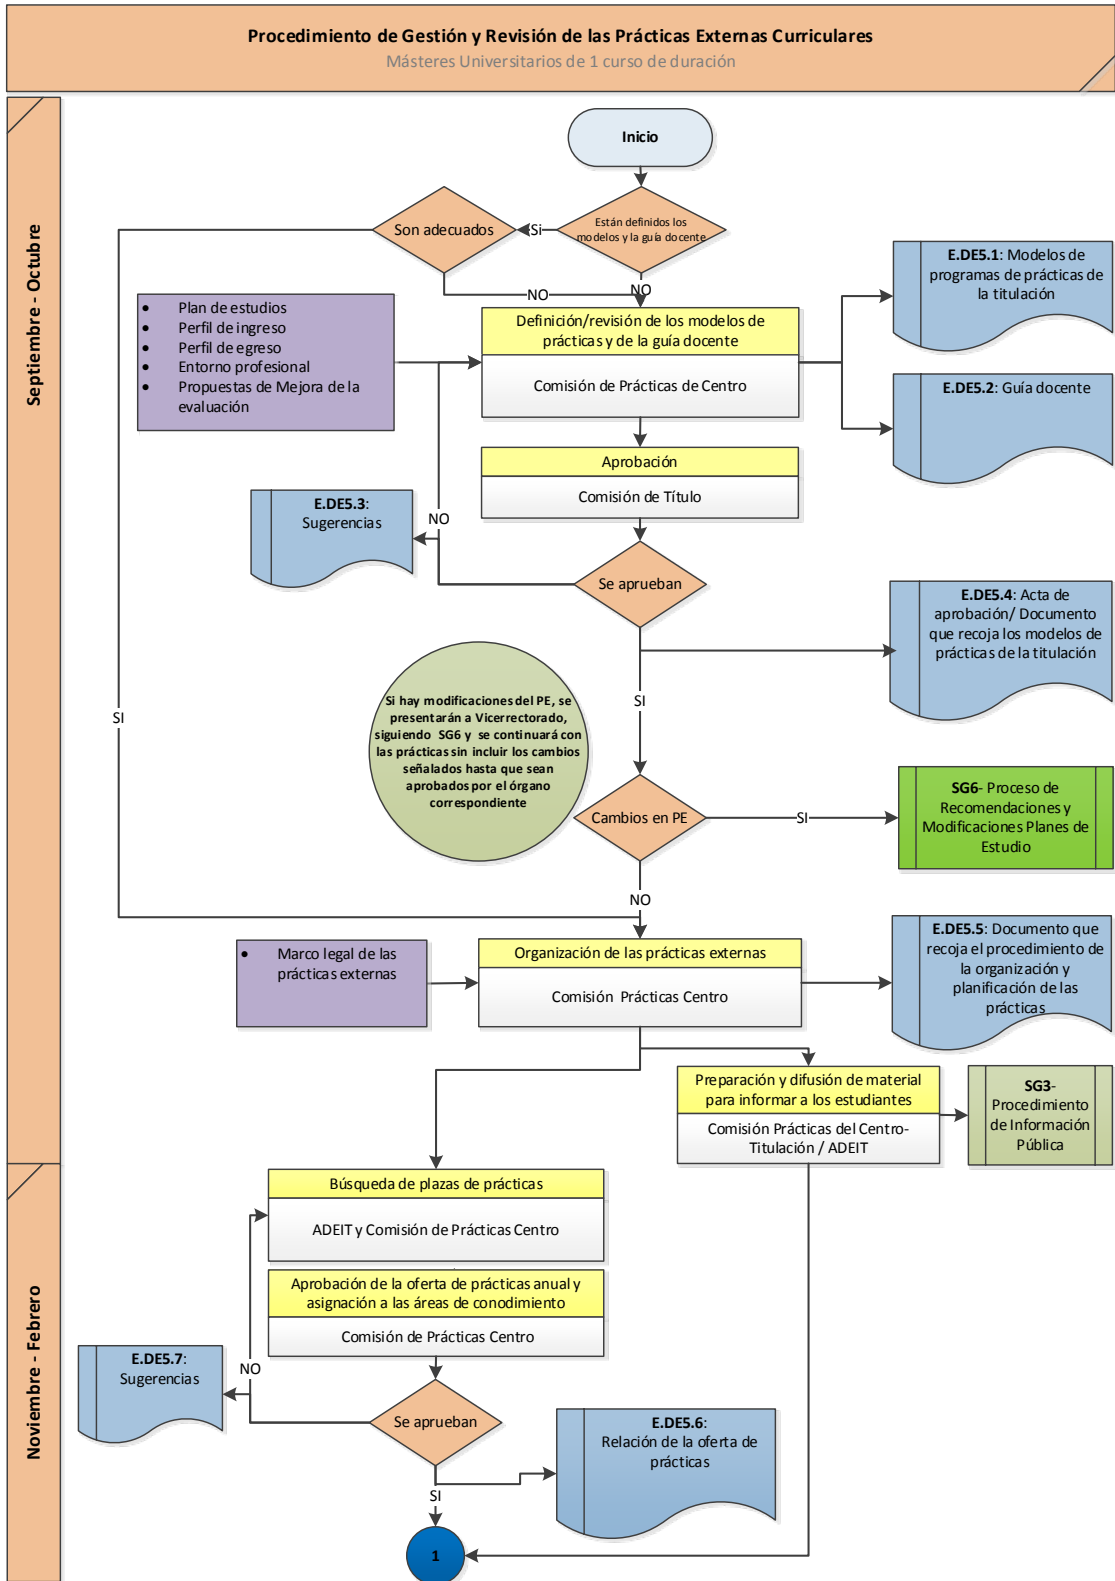 Procedimiento de Gestión y Revisión de las Prácticas Externas Curriculares
Másteres Universitarios de 1 curso de duración
Septiembre - Octubre
Inicio
Están definidos los
modelos y la guía docente
Si
Son adecuados
NO
NO
E.DE5.1: Modelos de
programas de prácticas de
la titulación
• Plan de estudios
• Perfil de ingreso
• Perfil de egreso
• Entorno profesional
• Propuestas de Mejora de la
evaluación
Definición/revisión de los modelos de
prácticas y de la guía docente
Comisión de Prácticas de Centro
E.DE5.2: Guía docente
Aprobación
Comisión de Título
E.DE5.3:
Sugerencias
NO
Se aprueban
E.DE5.4: Acta de
aprobación/ Documento
que recoja los modelos de
prácticas de la titulación
SI
SI
Si hay modificaciones del PE, se
presentarán a Vicerrectorado,
siguiendo SG6 y se continuará con
las prácticas sin incluir los cambios
señalados hasta que sean
aprobados por el órgano
correspondiente
Cambios en PE
SI
SG6- Proceso de
Recomendaciones y
Modificaciones Planes de
Estudio
NO
• Marco legal de las
prácticas externas
Organización de las prácticas externas
Comisión Prácticas Centro
E.DE5.5: Documento que
recoja el procedimiento de
la organización y
planificación de las
prácticas
Preparación y difusión de material
para informar a los estudiantes
Comisión Prácticas del Centro-
Titulación / ADEIT
SG3-
Procedimiento
de Información
Pública
Noviembre - Febrero
Búsqueda de plazas de prácticas
ADEIT y Comisión de Prácticas Centro
Aprobación de la oferta de prácticas anual y
asignación a las áreas de conodimiento
Comisión de Prácticas Centro
E.DE5.7:
Sugerencias
NO
Se aprueban
E.DE5.6:
Relación de la oferta de
prácticas
SI
1